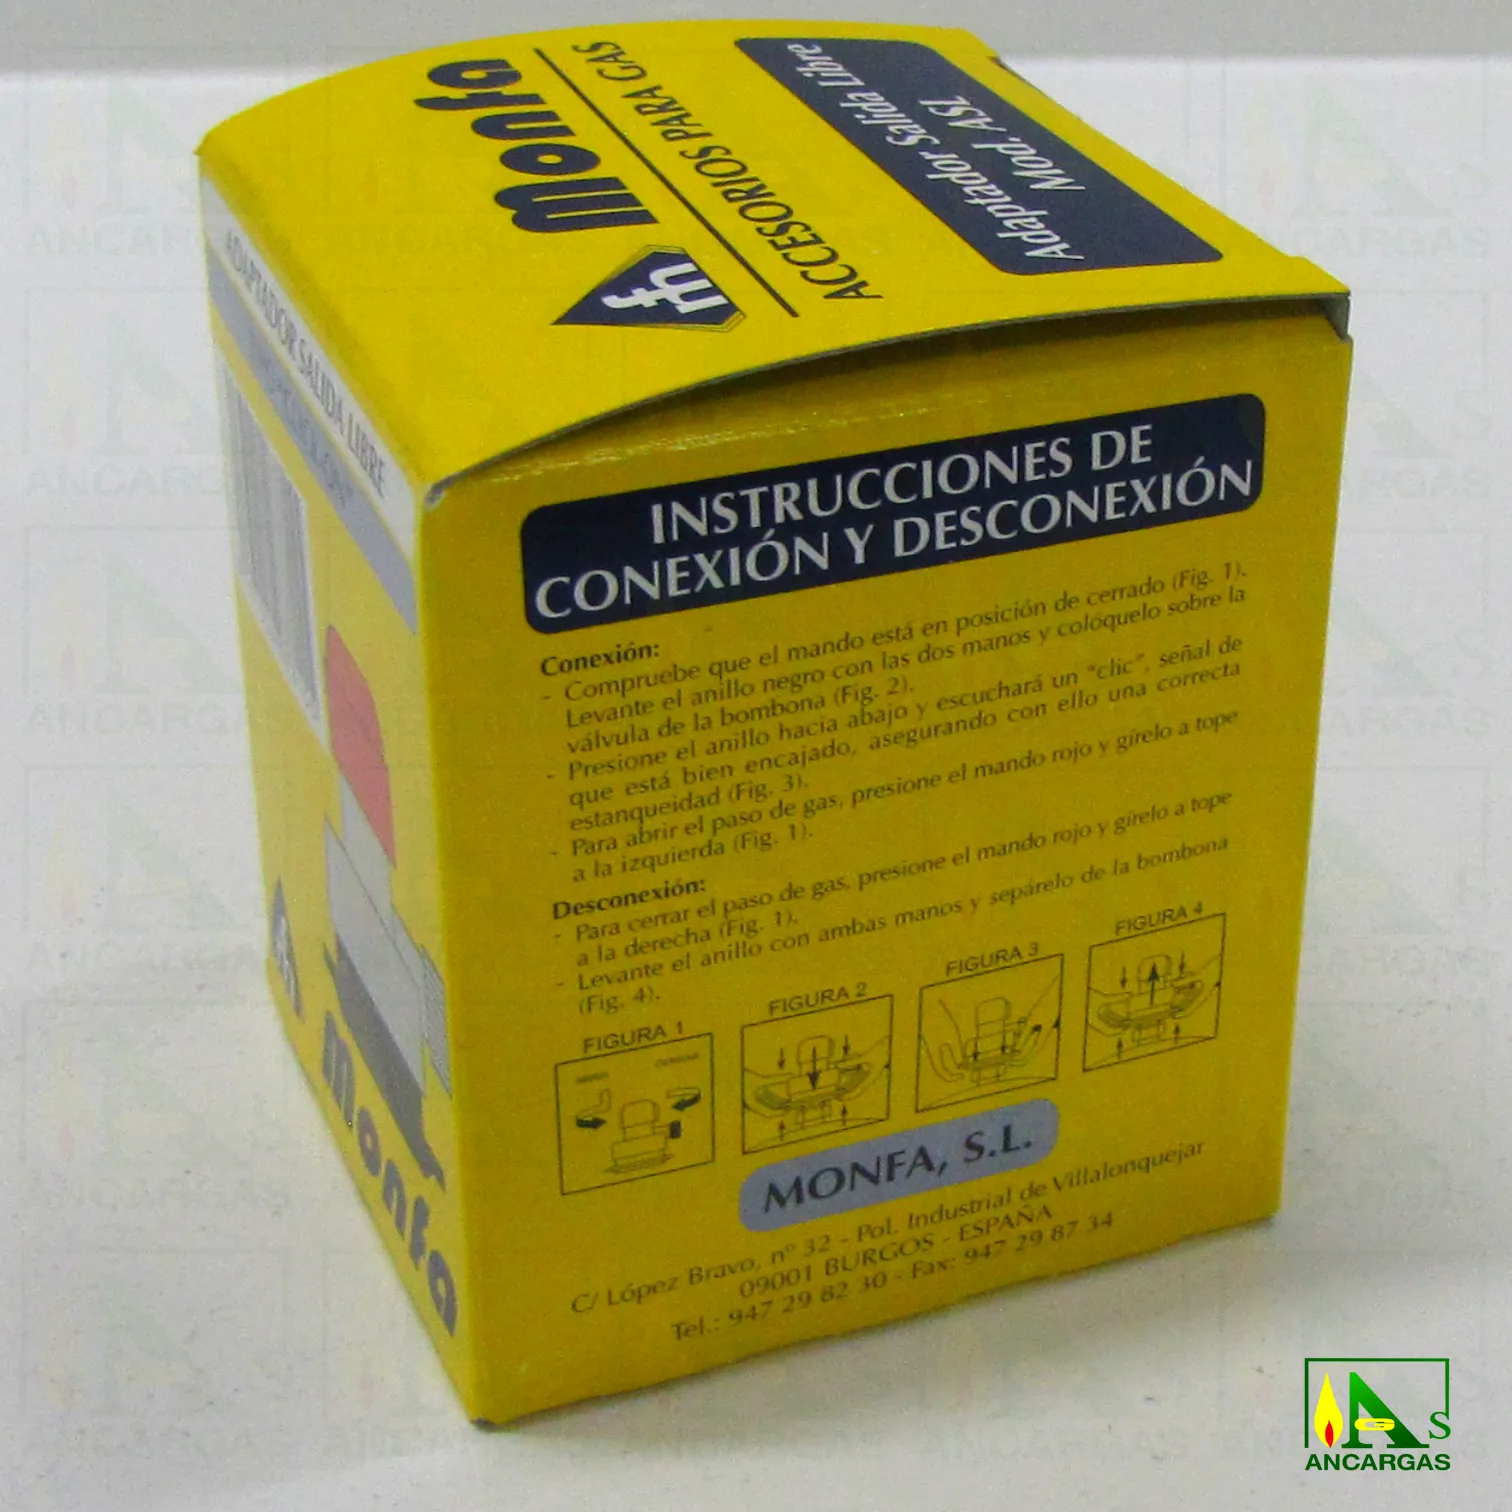 monfa
ACCESORIOS PARA GAS
Adaptador Salida Libre
Mod. ASL
ADAPTADOR SALIDA LIBRE
INSTRUCCIONES DE
CONEXIÓN Y DESCONEXIÓN
Conexión:
- Compruebe que el mando está en posición de cerrado (Fig. 1).
Levante el anillo negro con las dos manos y colóquelo sobre la
válvula de la bombona (Fig. 2).
- Presione el anillo hacia abajo y escuchará un "clic", señal de
que está bien encajado, asegurando con ello una correcta
estanqueidad (Fig. 3).
- Para abrir el paso de gas, presione el mando rojo y gírelo a tope
a la izquierda (Fig. 1).
Desconexión:
- Para cerrar el paso de gas, presione el mando rojo y gírelo a tope
a la derecha (Fig. 1).
- Levante el anillo con ambas manos y sepárelo de la bombona
(Fig. 4).
FIGURA 1
FIGURA 2
FIGURA 3
FIGURA 4
MONFA, S.L.
C/ López Bravo, nº 32 - Pol. Industrial de Villalonquejar
09001 BURGOS - ESPAÑA
Tel.: 947 29 82 30 - Fax: 947 29 87 34
monfa
AGS
ANCARGAS